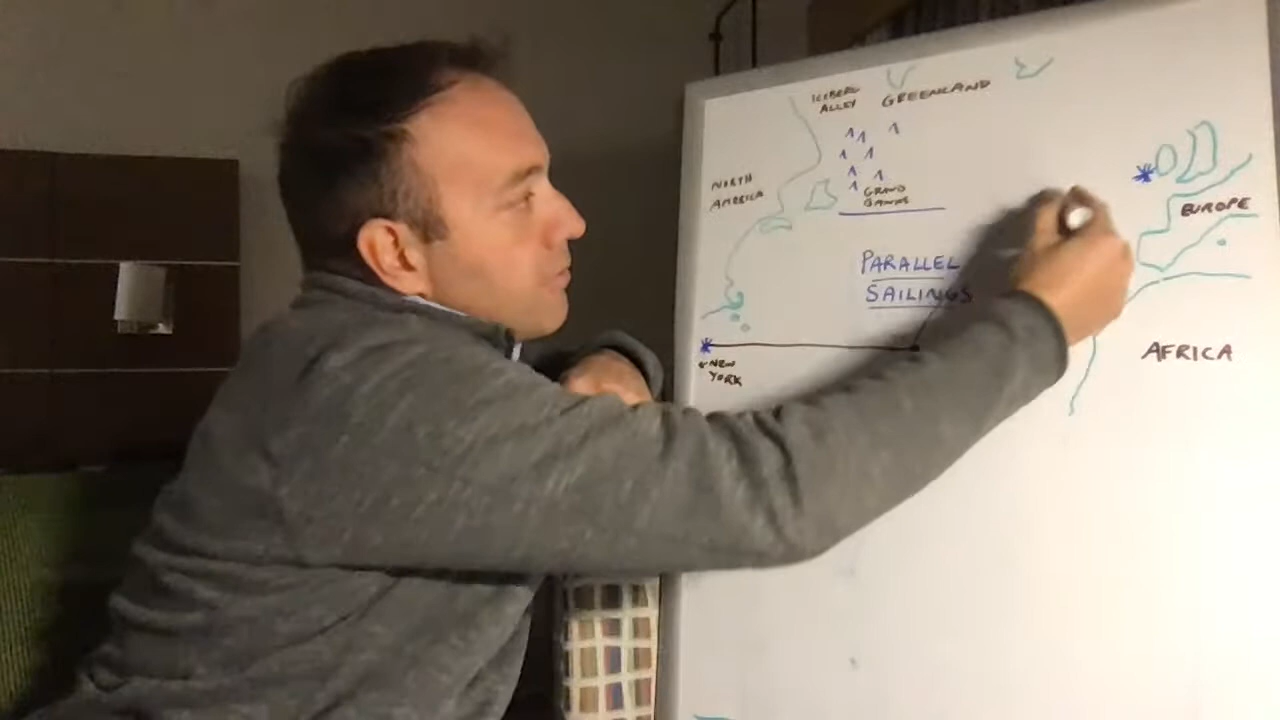 ICEBERG
ALLEY
GREENLAND
NORTH
AMERICA
GRAND
BANKS
EUROPE
PARALLEL
SAILINGS
NEW
YORK
AFRICA